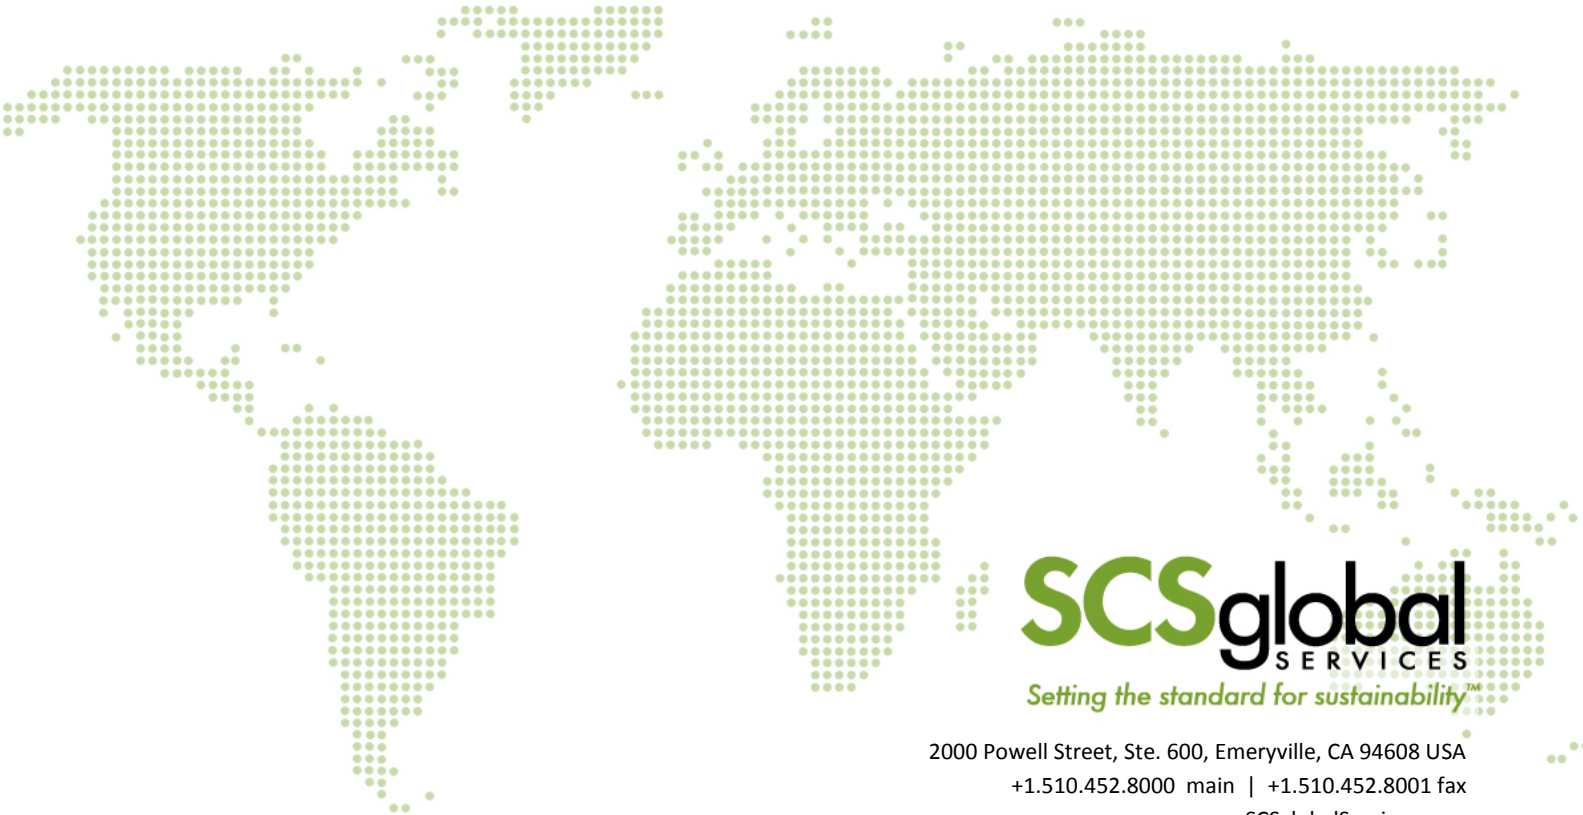 SCSglobal
SERVICES
Setting the standard for sustainability™
2000 Powell Street, Ste. 600, Emeryville, CA 94608 USA
+1.510.452.8000 main | +1.510.452.8001 fax